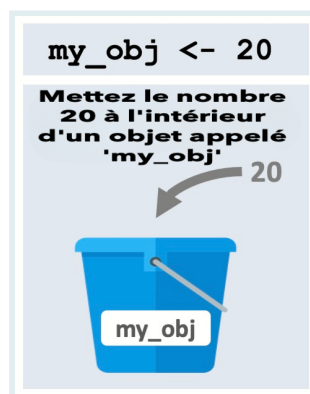 my_obj <- 20
Mettez le nombre
20 à l'intérieur
d'un objet appelé
'my_obj'
20
my_obj